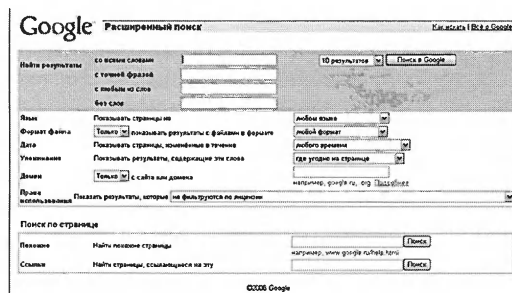 Google Расширенный поиск Как искать | Всё о Google
Найти результаты со всеми словами 10 результатов Поиск в Google
с точной фразой
с любым из слов
без слов
Язык Показывать страницы на любом языке
Формат файла Только показывать результаты с файлами в формате любой формат
Дата Показывать страницы, изменённые в течение любого времени
Упоминание Показывать результаты, содержащие эти слова где угодно на странице
Домен Только с сайта или домена
например, google.ru, .org Подробнее
Права использования Показать результаты, которые не фильтруются по лицензии
Поиск по странице
Похожие Найти похожие страницы Поиск
например, www.google.ru/help.html
Ссылки Найти страницы, ссылающиеся на эту Поиск
©2006 Google